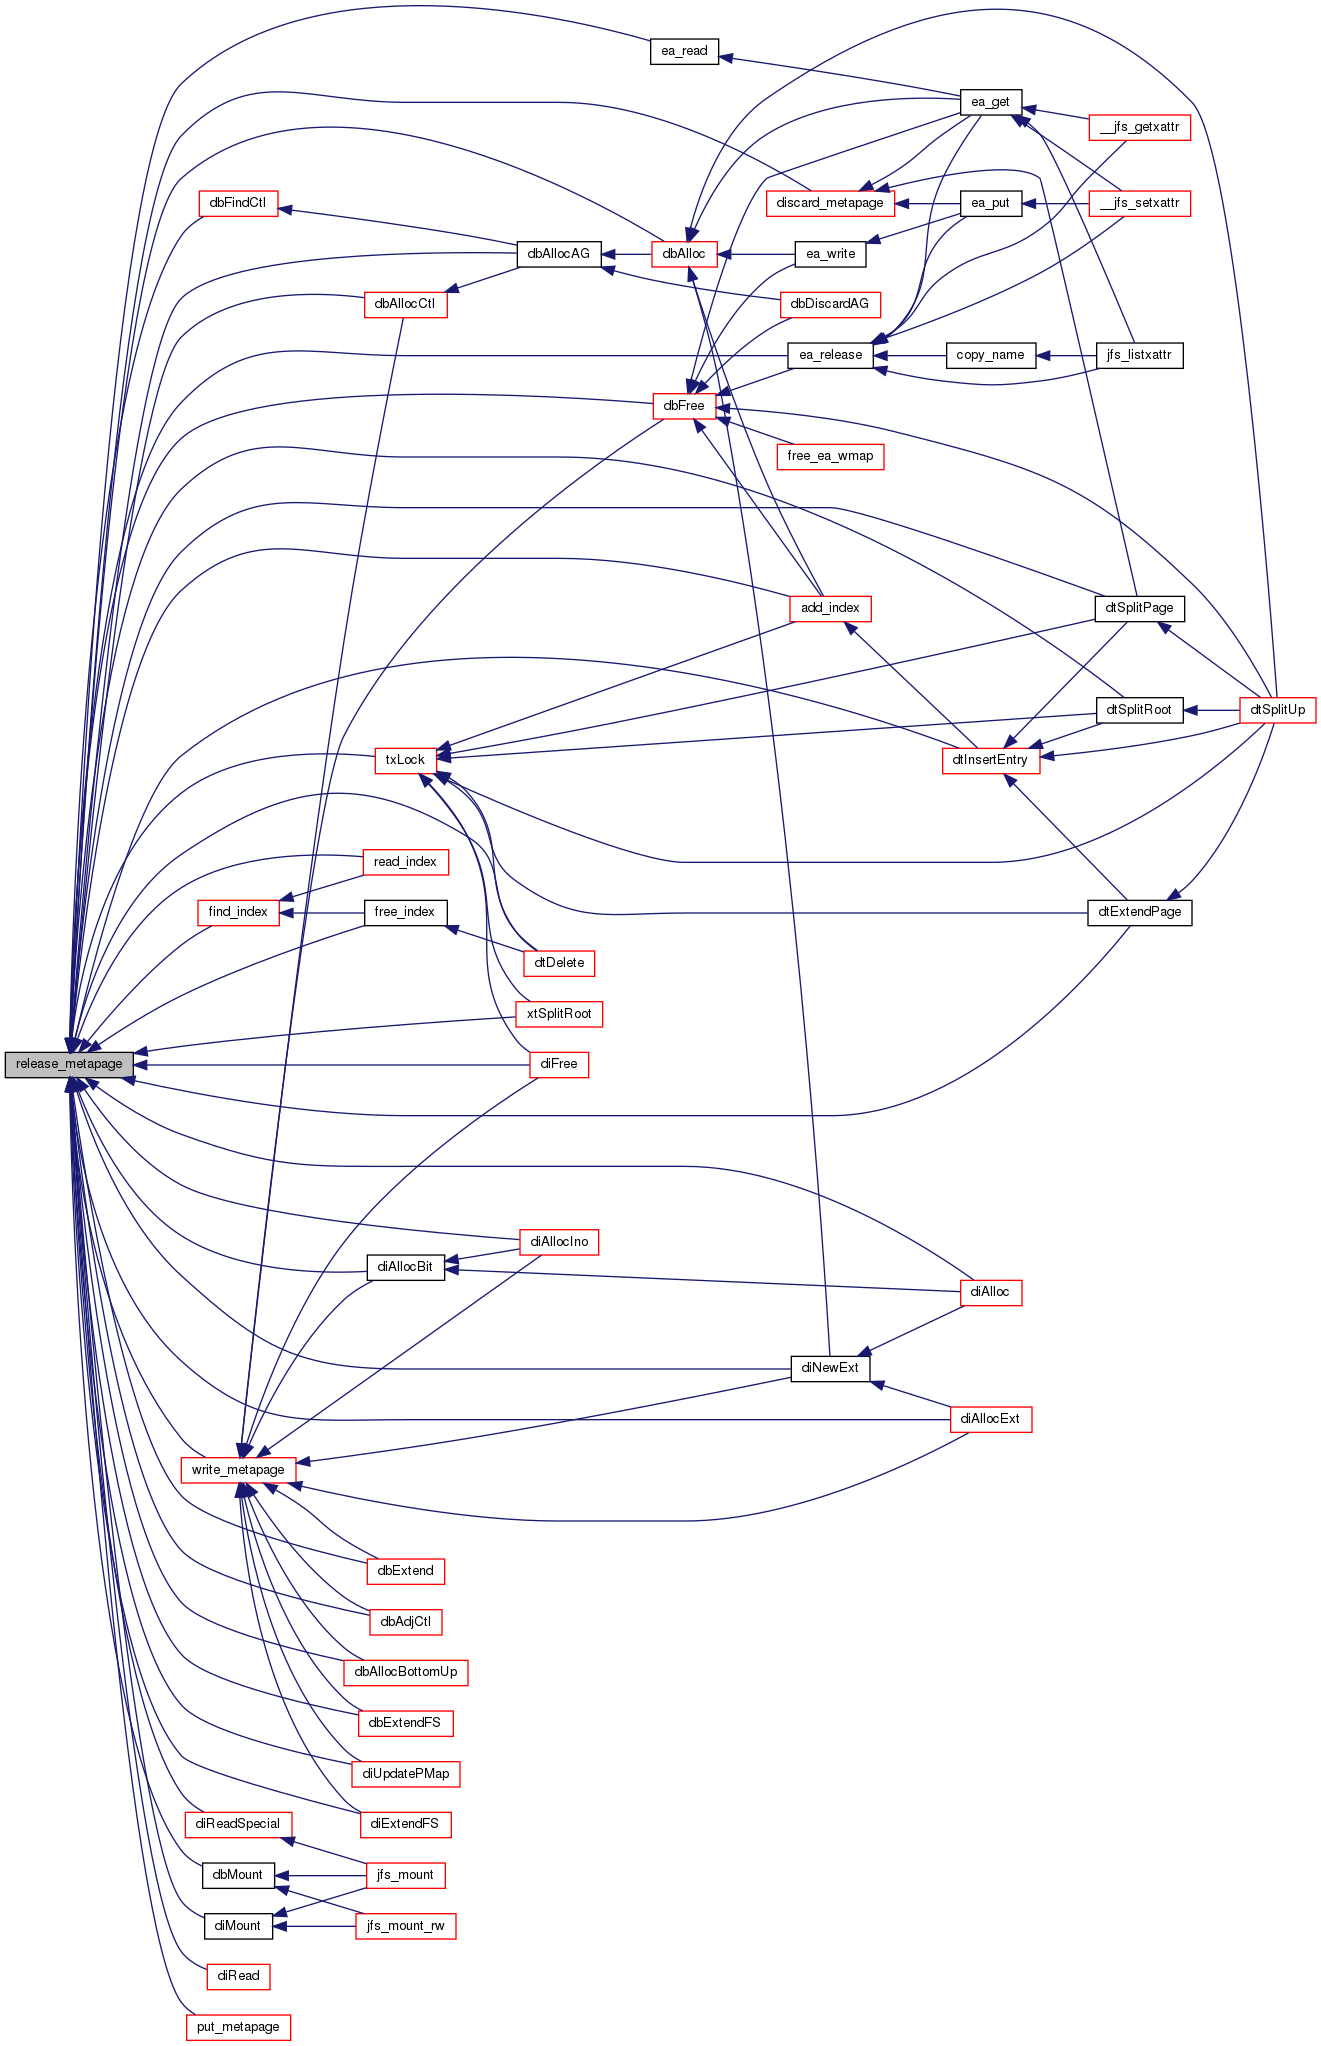 ea_read
ea_get
__jfs_getxattr
dbFindCtl
discard_metapage
ea_put
__jfs_setxattr
dbAllocAG
dbAlloc
ea_write
dbAllocCtl
dbDiscardAG
ea_release
copy_name
jfs_listxattr
dbFree
free_ea_wmap
add_index
dtSplitPage
dtSplitRoot
dtSplitUp
txLock
dtInsertEntry
read_index
find_index
free_index
dtExtendPage
dtDelete
xtSplitRoot
release_metapage
diFree
diAllocIno
diAllocBit
diAlloc
diNewExt
diAllocExt
write_metapage
dbExtend
dbAdjCtl
dbAllocBottomUp
dbExtendFS
diUpdatePMap
diReadSpecial
diExtendFS
dbMount
jfs_mount
diMount
jfs_mount_rw
diRead
put_metapage